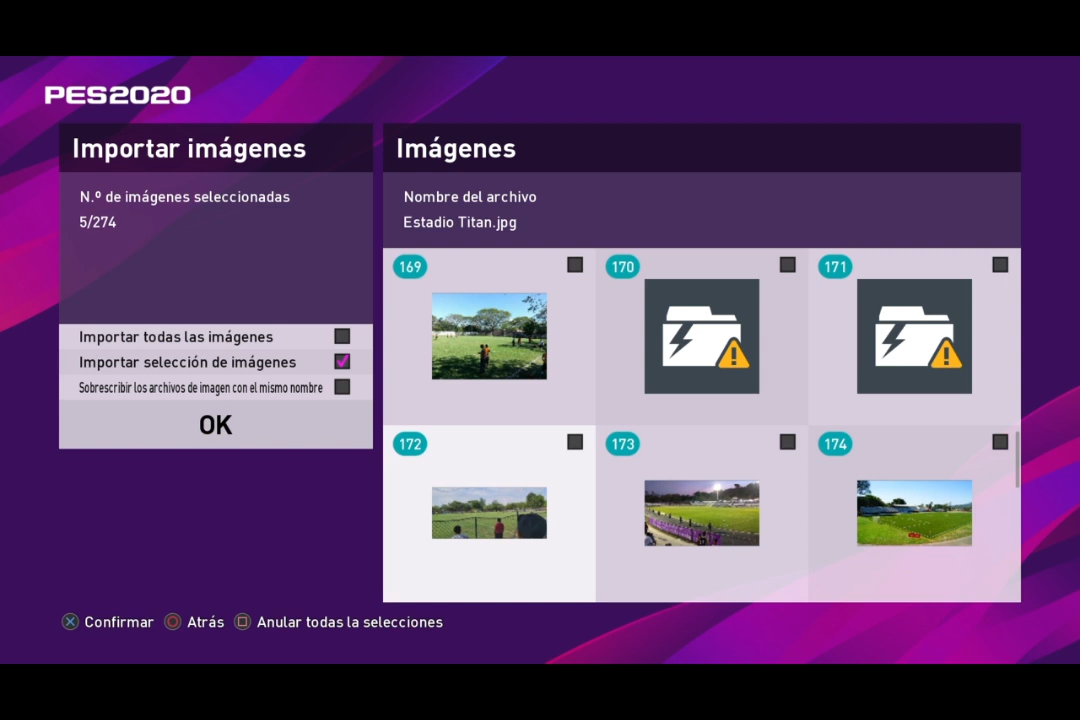 PES2020
Importar imágenes
N.º de imágenes seleccionadas
5/274
Importar todas las imágenes
Importar selección de imágenes
Sobrescribir los archivos de imagen con el mismo nombre
OK
Imágenes
Nombre del archivo
Estadio Titan.jpg
169
170
171
172
173
174
Confirmar
Atrás
Anular todas la selecciones